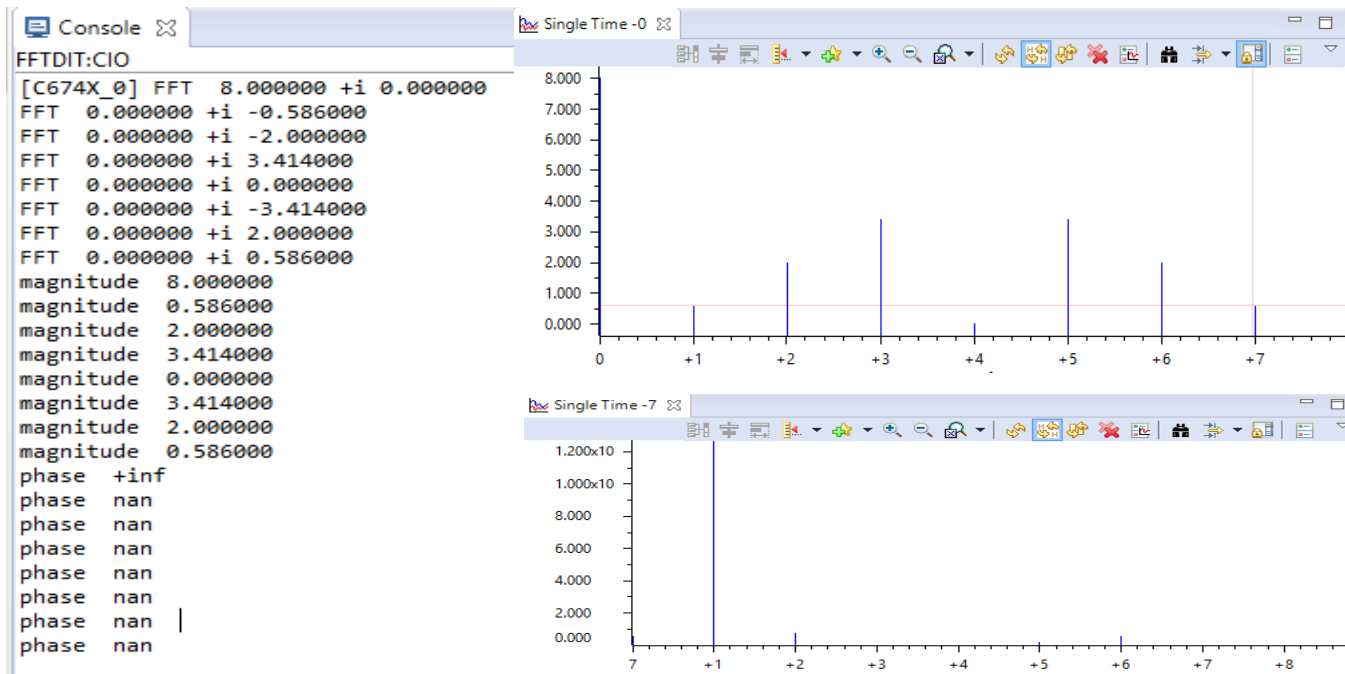 Console
FFTDIT:CIO
[C674X_0] FFT  8.000000 +i 0.000000
FFT  0.000000 +i -0.586000
FFT  0.000000 +i -2.000000
FFT  0.000000 +i 3.414000
FFT  0.000000 +i 0.000000
FFT  0.000000 +i -3.414000
FFT  0.000000 +i 2.000000
FFT  0.000000 +i 0.586000
magnitude  8.000000
magnitude  0.586000
magnitude  2.000000
magnitude  3.414000
magnitude  0.000000
magnitude  3.414000
magnitude  2.000000
magnitude  0.586000
phase  +inf
phase  nan
phase  nan
phase  nan
phase  nan
phase  nan
phase  nan
phase  nan
Single Time -0
8.000
7.000
6.000
5.000
4.000
3.000
2.000
1.000
0.000
0 +1 +2 +3 +4 +5 +6 +7
Single Time -7
1.200x10
1.000x10
8.000
6.000
4.000
2.000
0.000
7 +1 +2 +3 +4 +5 +6 +7 +8